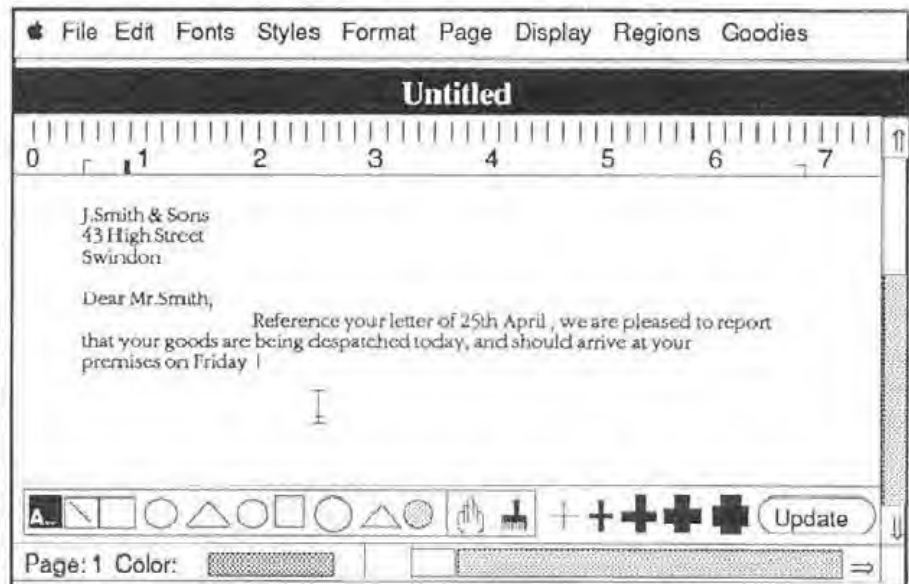 File Edit Fonts Styles Format Page Display Regions Goodies
Untitled
0 1 2 3 4 5 6 7
J.Smith & Sons
43 High Street
Swindon
Dear Mr.Smith,
Reference your letter of 25th April , we are pleased to report
that your goods are being despatched today, and should arrive at your
premises on Friday
A... Update
Page: 1 Color: